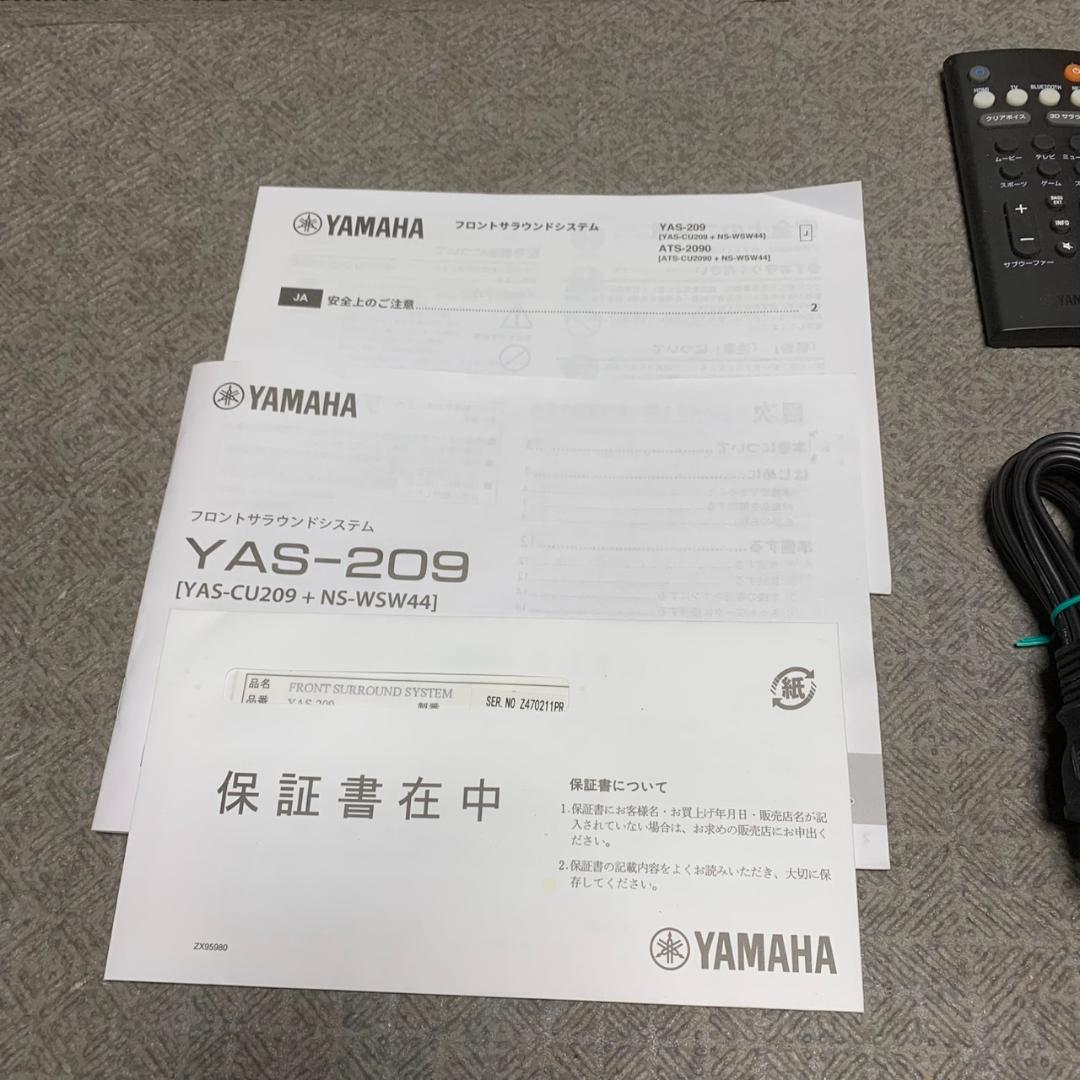 YAMAHA
フロントサラウンドシステム
YAS-209
[YAS-CU209 + NS-WSW44]
ATS-2090
[ATS-CU2090 + NS-WSW44]
J
JA 安全上のご注意 2
YAMAHA
フロントサラウンドシステム
YAS-209
[YAS-CU209 + NS-WSW44]
品名 FRONT SURROUND SYSTEM
品番 YAS-209 製番 SER. NO Z470211PR
紙
保証書在中
保証書について
1.保証書にお客様名・お買上げ年月日・販売店名が記
入されていない場合は、お求めの販売店にお申出く
ださい。
2.保証書の記載内容をよくお読みいただき、大切に保
存してください。
ZX95980
YAMAHA
HDMI TV BLUETOOTH
クリアボイス 3D サラ
ムービー テレビ ミュー
スポーツ ゲーム
BASS
EXT
+
INFO
−
サブウーファー
YAM